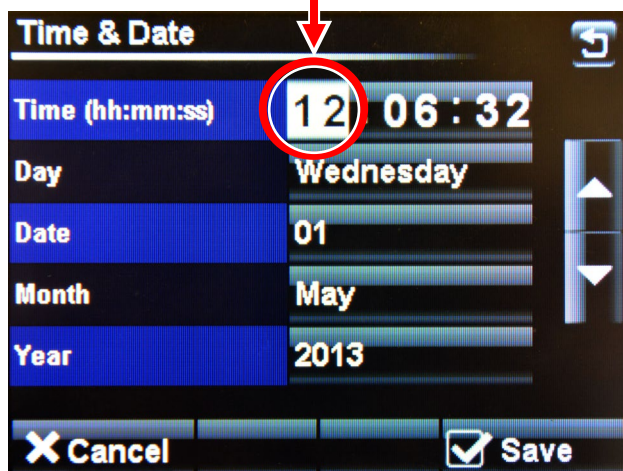 Time & Date
Time (hh:mm:ss) 12:06:32
Day Wednesday
Date 01
Month May
Year 2013
Cancel Save